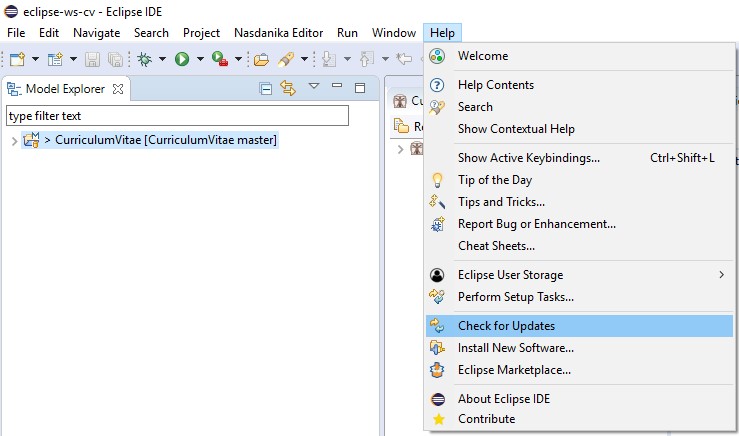 eclipse-ws-cv - Eclipse IDE
File Edit Navigate Search Project Nasdanika Editor Run Window Help
Model Explorer
type filter text
> CurriculumVitae [CurriculumVitae master]
Welcome
Help Contents
Search
Show Contextual Help
Show Active Keybindings... Ctrl+Shift+L
Tip of the Day
Tips and Tricks...
Report Bug or Enhancement...
Cheat Sheets...
Eclipse User Storage
Perform Setup Tasks...
Check for Updates
Install New Software...
Eclipse Marketplace...
About Eclipse IDE
Contribute